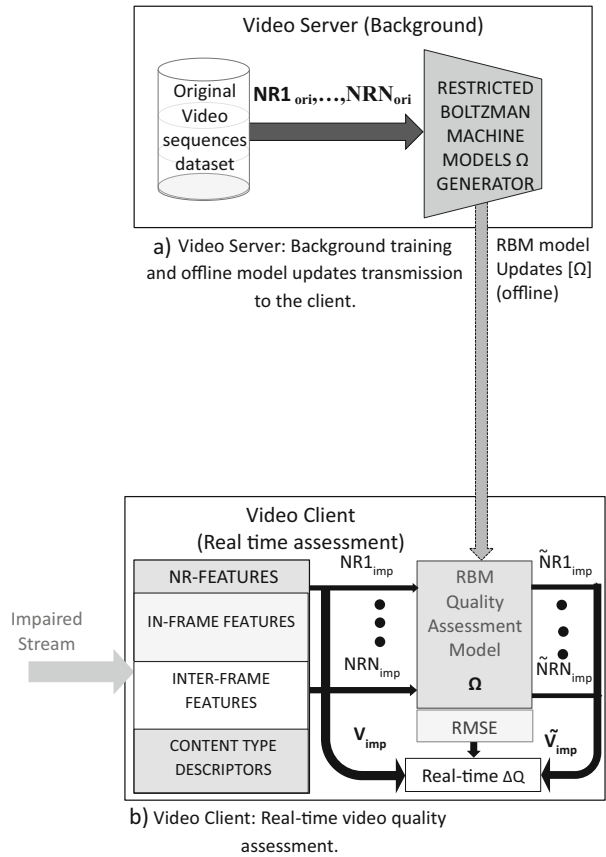 Video Server (Background)
Original
Video
sequences
dataset
NR1 ori,…,NRN ori
RESTRICTED
BOLTZMAN
MACHINE
MODELS Ω
GENERATOR
a) Video Server: Background training
and offline model updates transmission
to the client.
RBM model
Updates [Ω]
(offline)
Video Client
(Real time assessment)
Impaired
Stream
NR-FEATURES
IN-FRAME FEATURES
INTER-FRAME
FEATURES
CONTENT TYPE
DESCRIPTORS
NR1imp
NRNimp
Vimp
RBM
Quality
Assessment
Model
Ω
RMSE
Real-time ΔQ
ÑR1imp
ÑRNimp
Ṽimp
b) Video Client: Real-time video quality
assessment.